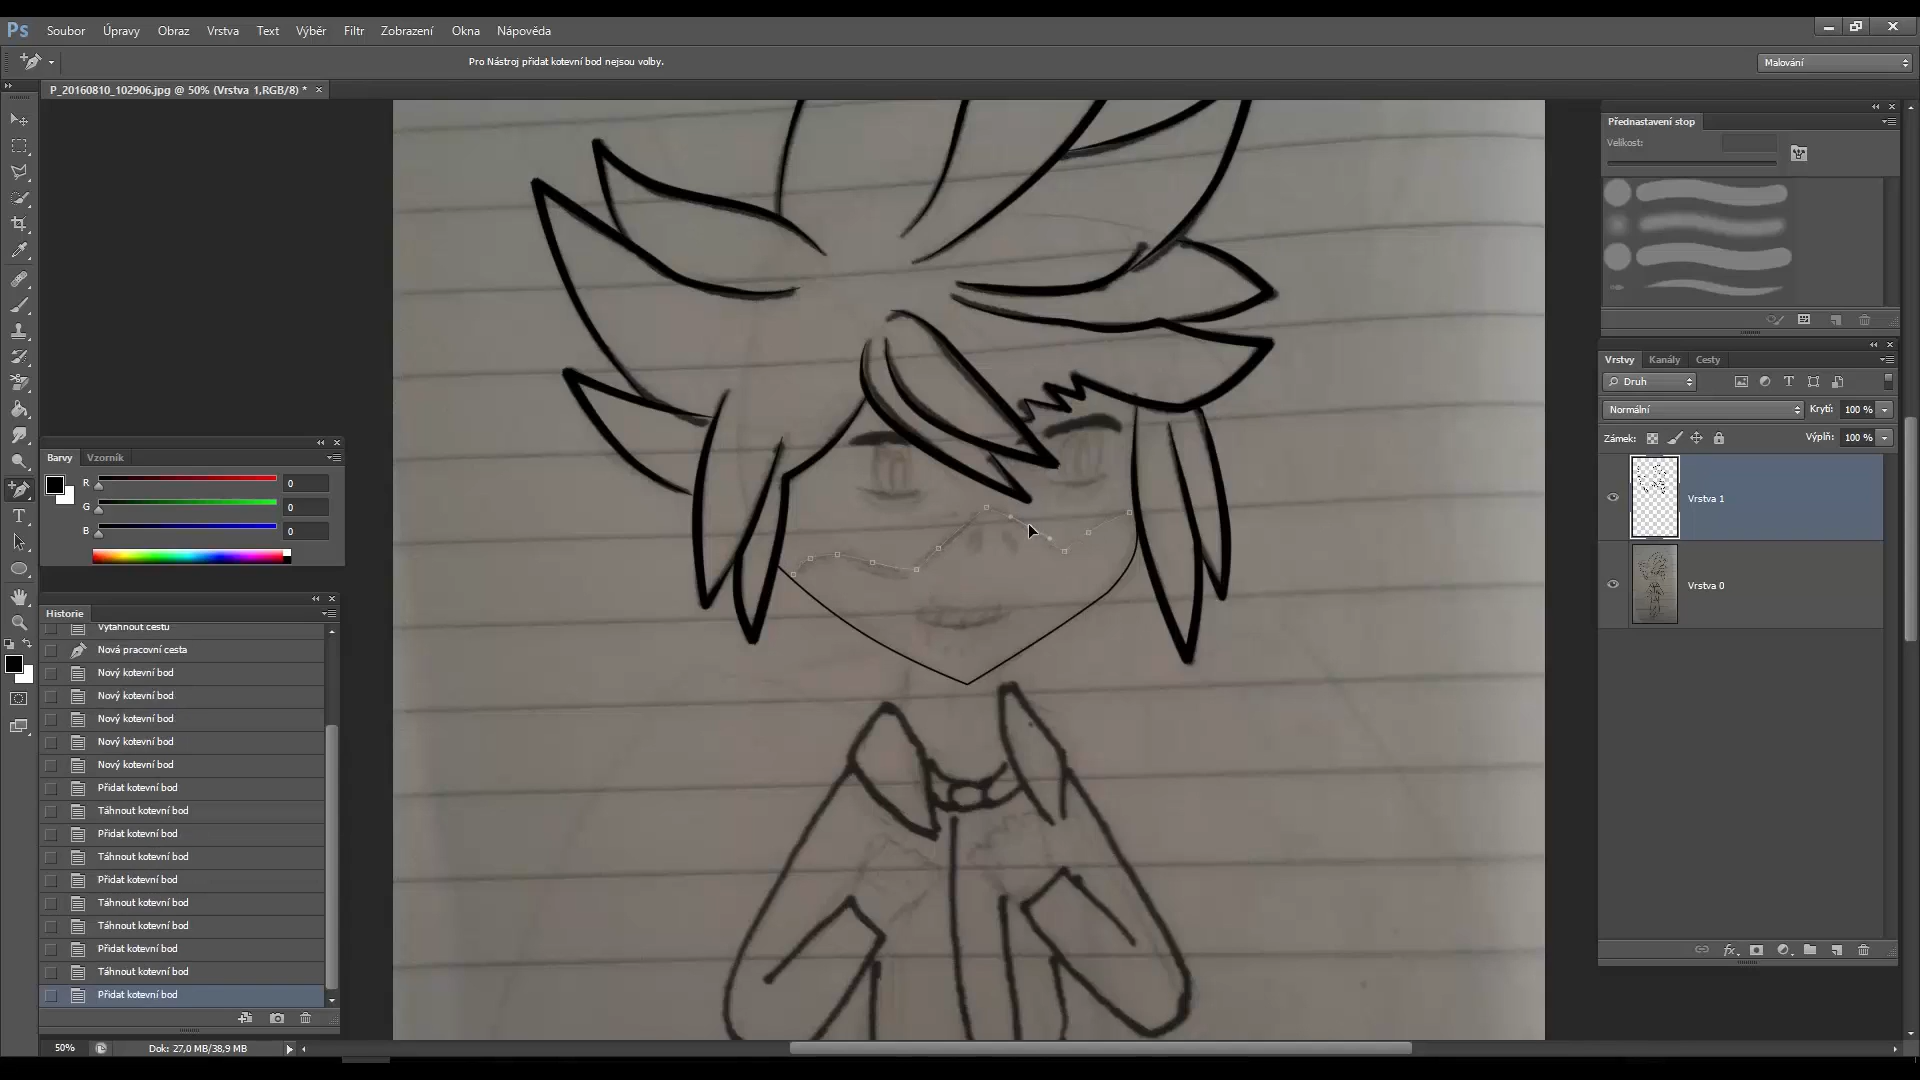 Ps Soubor Úpravy Obraz Vrstva Text Výběr Filtr Zobrazení Okna Nápověda
Pro Nástroj přidat kotevní bod nejsou volby.
Malování
P_20160810_102906.jpg @ 50% (Vrstva 1,RGB/8) *
Přednastavení stop
Velikost:
Vrstvy Kanály Cesty
Druh
Normální Krytí: 100 %
Zámek: Výplň: 100 %
Vrstva 1
Vrstva 0
Barvy Vzorník
R 0
G 0
B 0
Historie
Vytáhnout cestu
Nová pracovní cesta
Nový kotevní bod
Nový kotevní bod
Nový kotevní bod
Nový kotevní bod
Nový kotevní bod
Přidat kotevní bod
Táhnout kotevní bod
Přidat kotevní bod
Táhnout kotevní bod
Přidat kotevní bod
Táhnout kotevní bod
Táhnout kotevní bod
Přidat kotevní bod
Táhnout kotevní bod
Přidat kotevní bod
50% Dok: 27,0 MB/38,9 MB